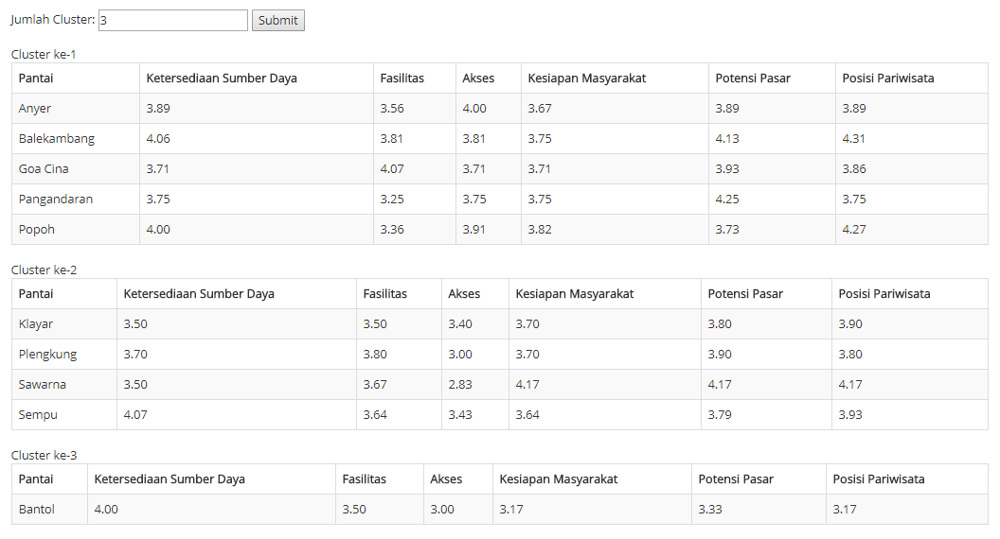 Jumlah Cluster: 3 Submit
Cluster ke-1
Pantai Ketersediaan Sumber Daya Fasilitas Akses Kesiapan Masyarakat Potensi Pasar Posisi Pariwisata
Anyer 3.89 3.56 4.00 3.67 3.89 3.89
Balekambang 4.06 3.81 3.81 3.75 4.13 4.31
Goa Cina 3.71 4.07 3.71 3.71 3.93 3.86
Pangandaran 3.75 3.25 3.75 3.75 4.25 3.75
Popoh 4.00 3.36 3.91 3.82 3.73 4.27
Cluster ke-2
Pantai Ketersediaan Sumber Daya Fasilitas Akses Kesiapan Masyarakat Potensi Pasar Posisi Pariwisata
Klayar 3.50 3.50 3.40 3.70 3.80 3.90
Plengkung 3.70 3.80 3.00 3.70 3.90 3.80
Sawarna 3.50 3.67 2.83 4.17 4.17 4.17
Sempu 4.07 3.64 3.43 3.64 3.79 3.93
Cluster ke-3
Pantai Ketersediaan Sumber Daya Fasilitas Akses Kesiapan Masyarakat Potensi Pasar Posisi Pariwisata
Bantol 4.00 3.50 3.00 3.17 3.33 3.17